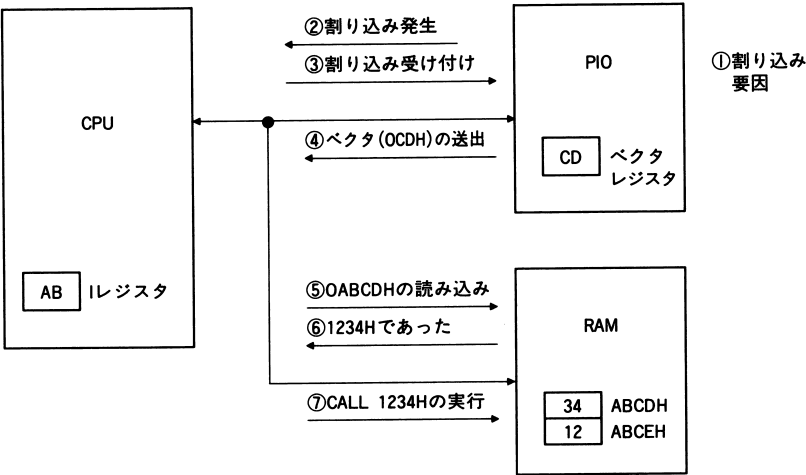 ②割り込み発生
③割り込み受け付け
PIO
①割り込み
要因
CPU
④ベクタ(OCDH)の送出
CD
ベクタ
レジスタ
AB
Iレジスタ
⑤OABCDHの読み込み
⑥1234Hであった
RAM
⑦CALL 1234Hの実行
34
ABCDH
12
ABCEH